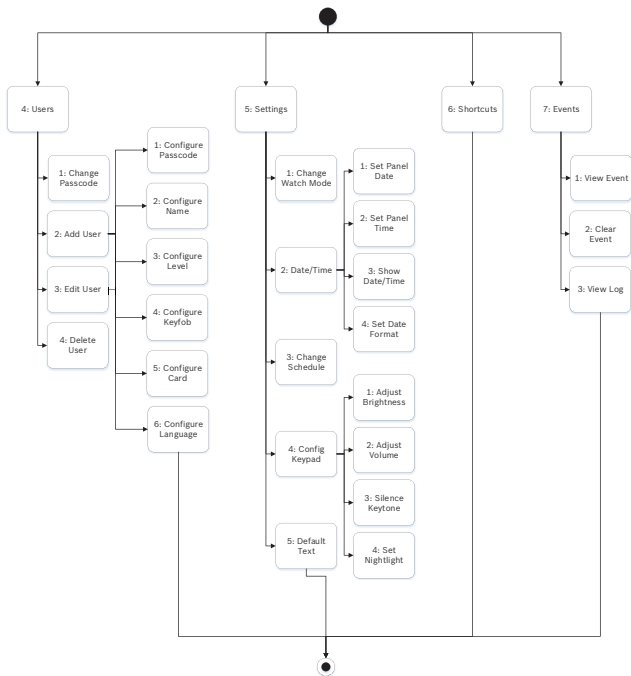 4: Users
5: Settings
6: Shortcuts
7: Events
1: Change
Passcode
2: Add User
3: Edit User
4: Delete
User
1: Configure
Passcode
2: Configure
Name
3: Configure
Level
4: Configure
Keyfob
5: Configure
Card
6: Configure
Language
1: Change
Watch Mode
2: Date/Time
3: Change
Schedule
4: Config
Keypad
5: Default
Text
1: Set Panel
Date
2: Set Panel
Time
3: Show
Date/Time
4: Set Date
Format
1: Adjust
Brightness
2: Adjust
Volume
3: Silence
Keytone
4: Set
Nightlight
1: View Event
2: Clear
Event
3: View Log